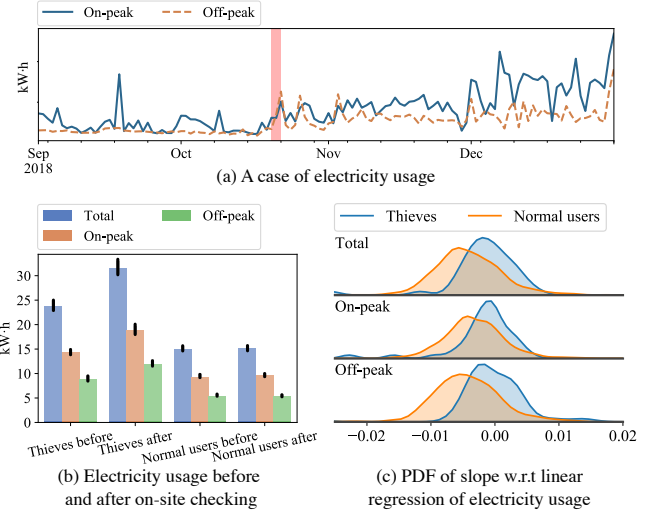 On-peak Off-peak
kW·h
Sep Oct Nov Dec
2018
(a) A case of electricity usage
Total Off-peak
On-peak
kW·h
30
25
20
15
10
5
0
Thieves before Thieves after Normal users before Normal users after
(b) Electricity usage before
and after on-site checking
Thieves Normal users
Total
On-peak
Off-peak
−0.02 −0.01 0.00 0.01 0.02
(c) PDF of slope w.r.t linear
regression of electricity usage